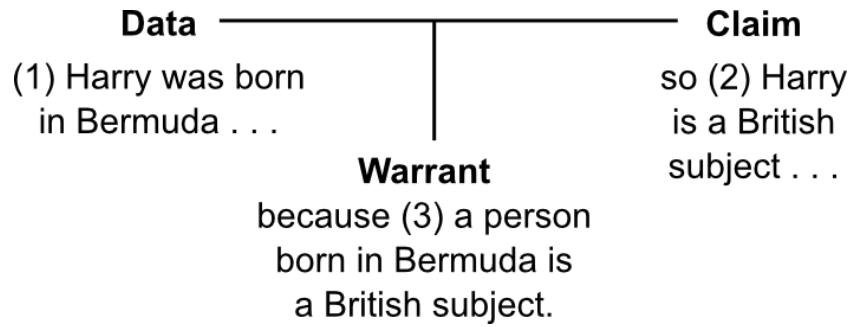 Data
(1) Harry was born
in Bermuda . . .
Claim
so (2) Harry
is a British
subject . . .
Warrant
because (3) a person
born in Bermuda is
a British subject.